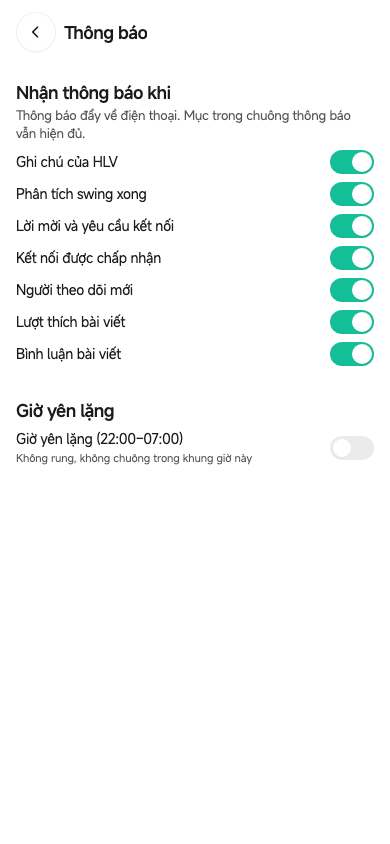 Thông báo
Nhận thông báo khi
Thông báo đẩy về điện thoại. Mục trong chuông thông báo
vẫn hiện đủ.
Ghi chú của HLV
Phân tích swing xong
Lời mời và yêu cầu kết nối
Kết nối được chấp nhận
Người theo dõi mới
Lượt thích bài viết
Bình luận bài viết
Giờ yên lặng
Giờ yên lặng (22:00–07:00)
Không rung, không chuông trong khung giờ này